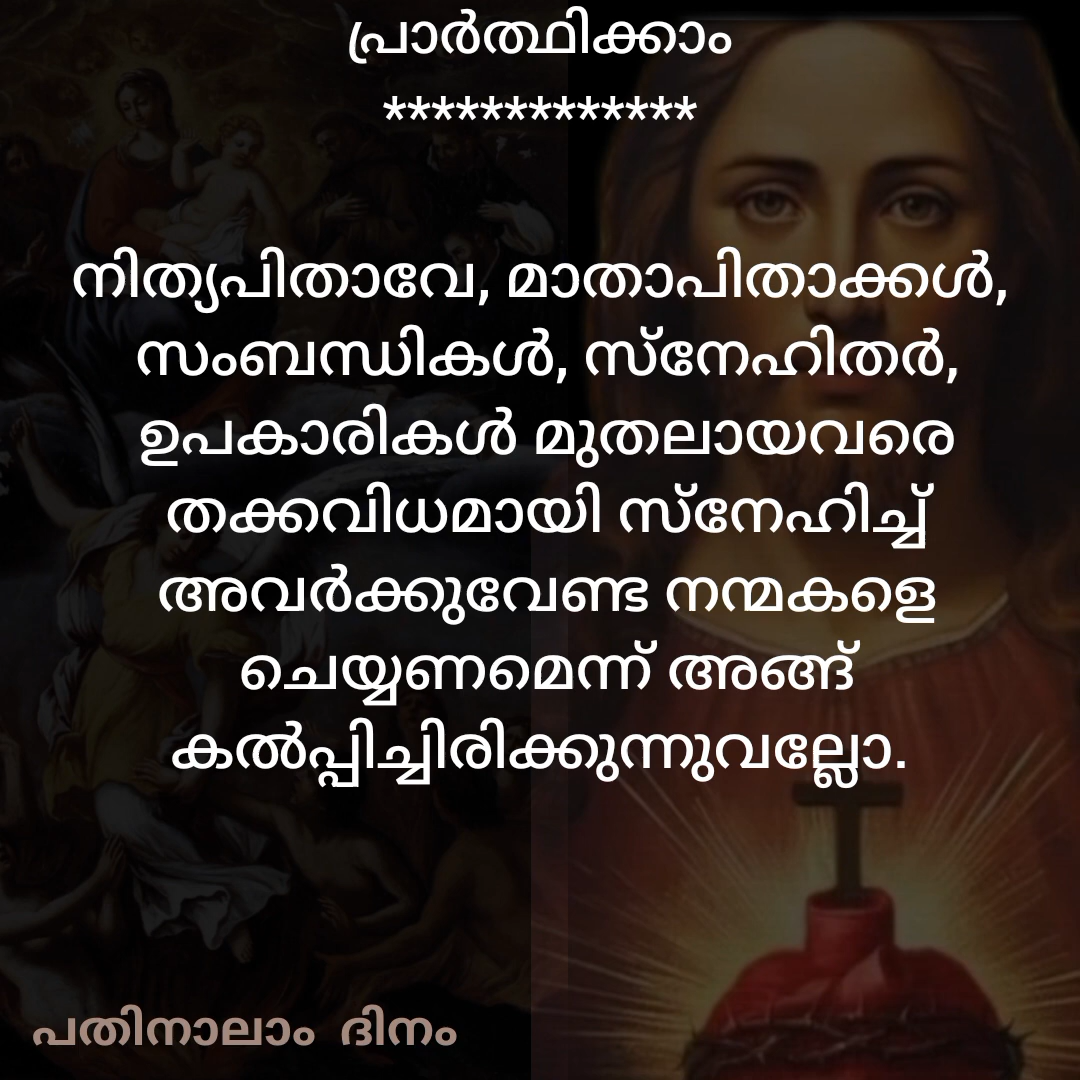 പ്രാർത്ഥിക്കാം
*************
നിത്യപിതാവേ, മാതാപിതാക്കൾ,
സംബന്ധികൾ, സ്നേഹിതർ,
ഉപകാരികൾ മുതലായവരെ
തക്കവിധമായി സ്നേഹിച്ച്
അവർക്കുവേണ്ട നന്മകളെ
ചെയ്യണമെന്ന് അങ്ങ്
കൽപ്പിച്ചിരിക്കുന്നുവല്ലോ.
പതിനാലാം ദിനം